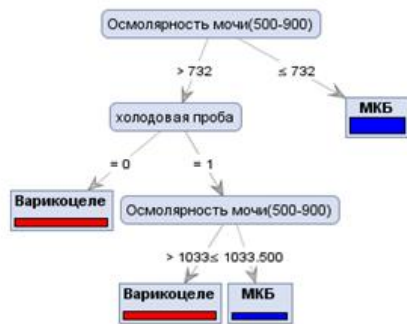 Осмолярность мочи(500-900)
> 732
≤ 732
холодовая проба
МКБ
= 0
= 1
Варикоцеле
Осмолярность мочи(500-900)
> 1033≤ 1033.500
Варикоцеле
МКБ